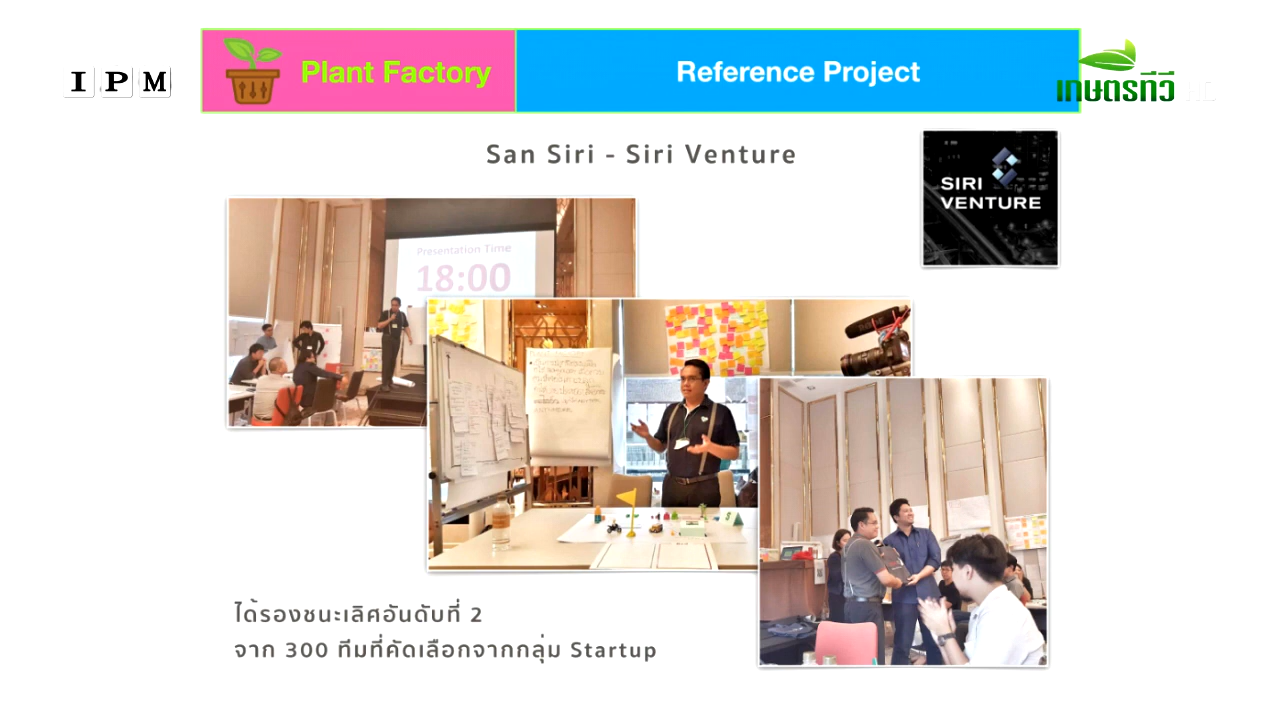 IPM
Plant Factory
Reference Project
เกษตรทีวี
San Siri - Siri Venture
SIRI
VENTURE
Presentation Time
18:00
ได้รองชนะเลิศอันดับที่ 2
จาก 300 ทีมที่คัดเลือกจากกลุ่ม Startup